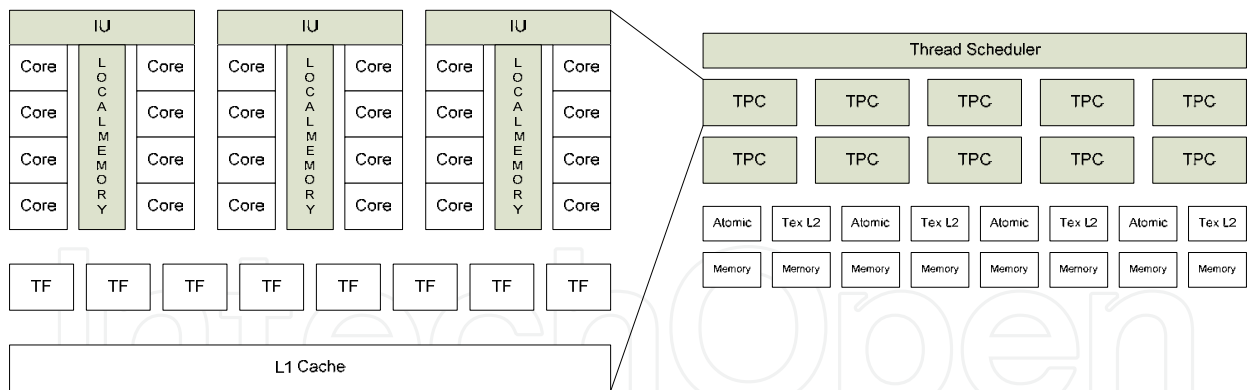 IU IU IU
Core Core Core Core Core Core
Core Core Core Core Core Core
Core Core Core Core Core Core
Core Core Core Core Core Core
LOCALMEMORY LOCALMEMORY LOCALMEMORY
TF TF TF TF TF TF TF TF
L1 Cache
Thread Scheduler
TPC TPC TPC TPC TPC
TPC TPC TPC TPC TPC
Atomic Tex L2 Atomic Tex L2 Atomic Tex L2 Atomic Tex L2
Memory Memory Memory Memory Memory Memory Memory Memory
IntechOpen